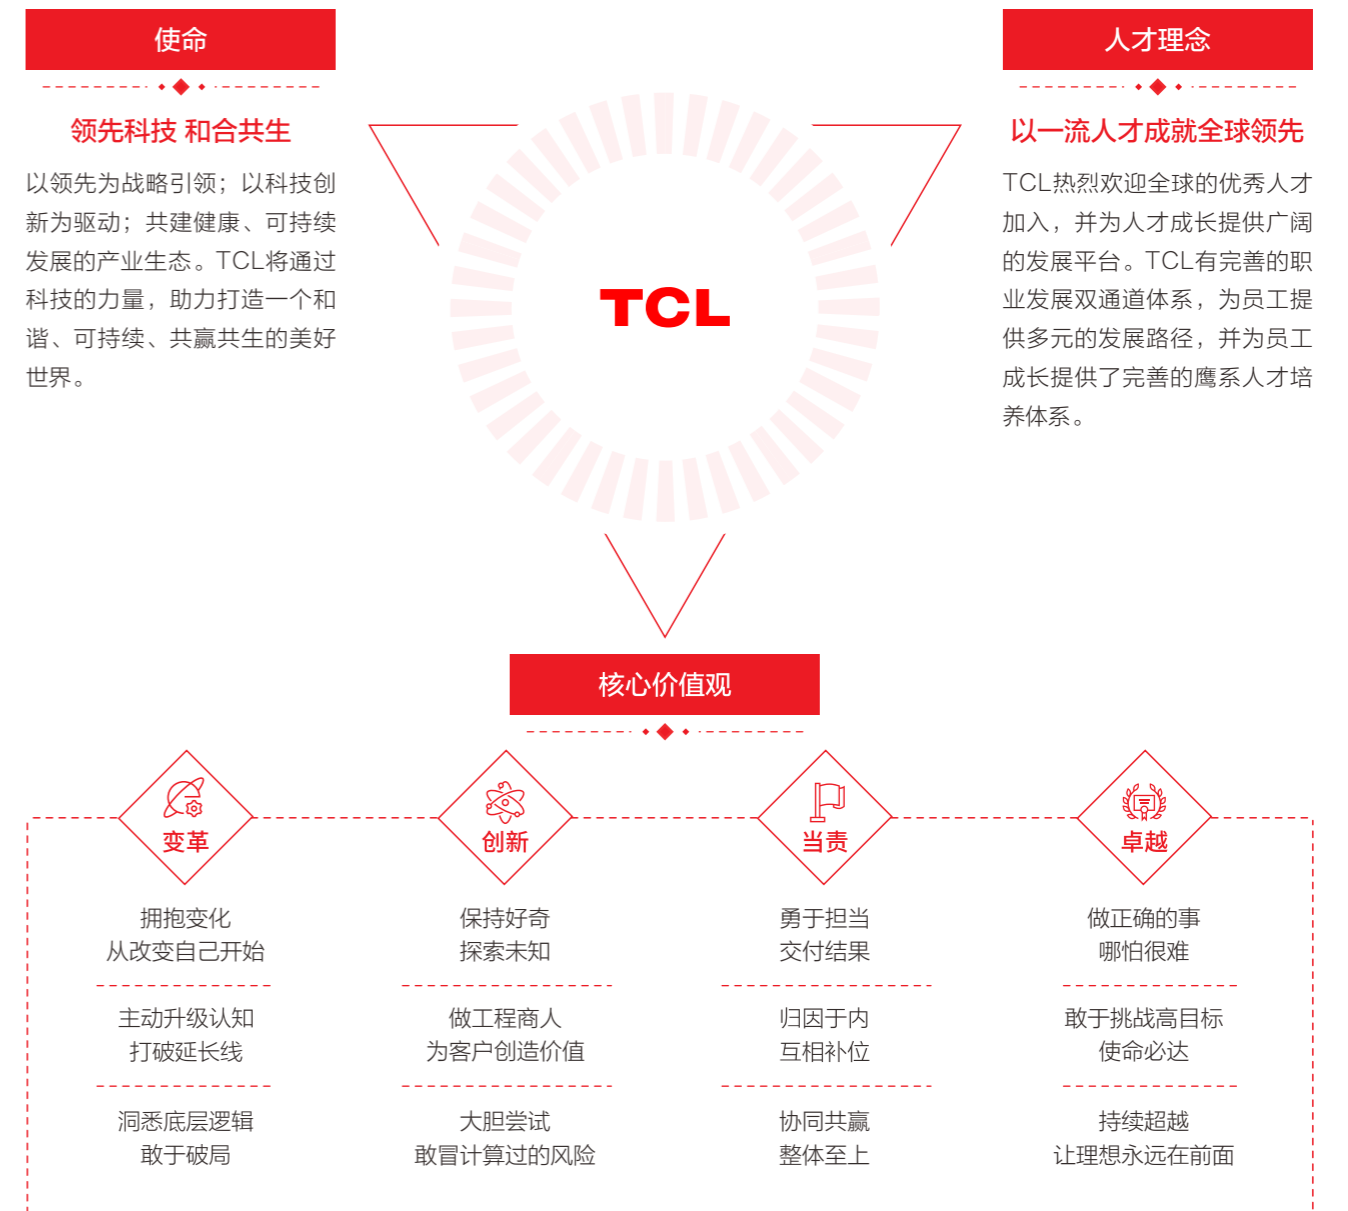 使命
领先科技 和合共生
以领先为战略引领；以科技创
新为驱动；共建健康、可持续
发展的产业生态。TCL将通过
科技的力量，助力打造一个和
谐、可持续、共赢共生的美好
世界。
TCL
人才理念
以一流人才成就全球领先
TCL热烈欢迎全球的优秀人才
加入，并为人才成长提供广阔
的发展平台。TCL有完善的职
业发展双通道体系，为员工提
供多元的发展路径，并为员工
成长提供了完善的鹰系人才培
养体系。
核心价值观
变革
拥抱变化
从改变自己开始
主动升级认知
打破延长线
洞悉底层逻辑
敢于破局
创新
保持好奇
探索未知
做工程商人
为客户创造价值
大胆尝试
敢冒计算过的风险
当责
勇于担当
交付结果
归因于内
互相补位
协同共赢
整体至上
卓越
做正确的事
哪怕很难
敢于挑战高目标
使命必达
持续超越
让理想永远在前面